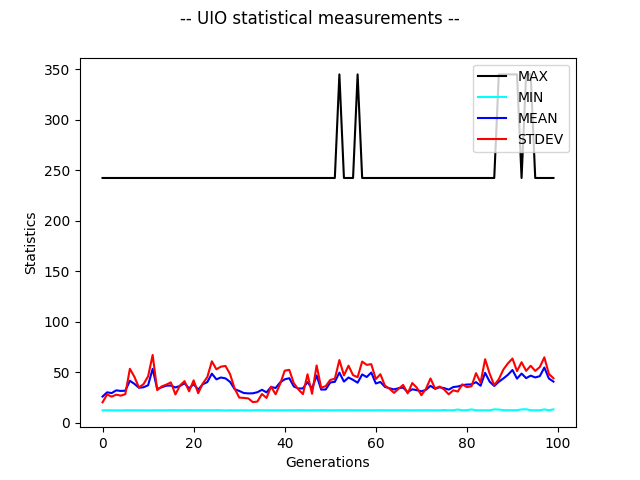 -- UIO statistical measurements --
350
300
250
200
150
100
50
0
Statistics
MAX
MIN
MEAN
STDEV
0 20 40 60 80 100
Generations